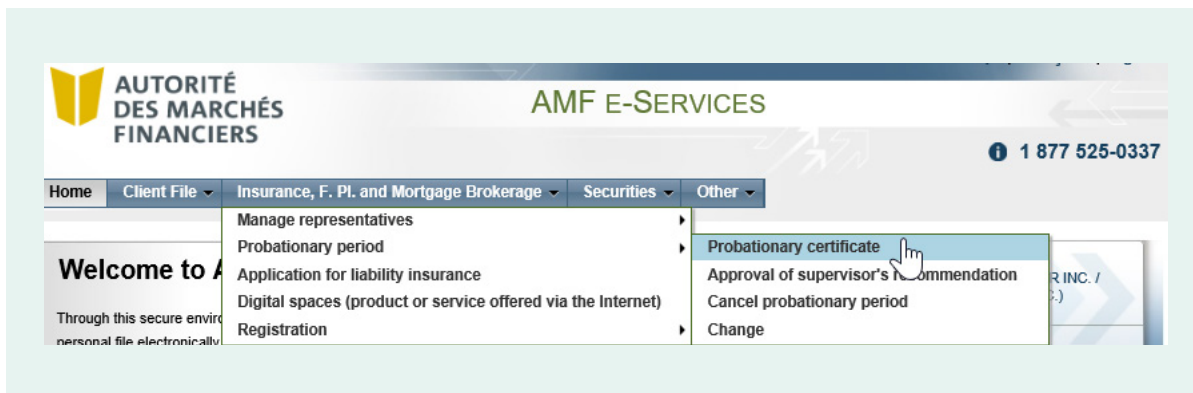 AUTORITÉ
DES MARCHÉS
FINANCIERS
AMF E-SERVICES
1 877 525-0337
Home Client File Insurance, F. Pl. and Mortgage Brokerage Securities Other
Manage representatives
Probationary period
Application for liability insurance
Digital spaces (product or service offered via the Internet)
Registration
Probationary certificate
Approval of supervisor's recommendation
Cancel probationary period
Change
Welcome to
R INC. /
Through this secure
personal file electronically